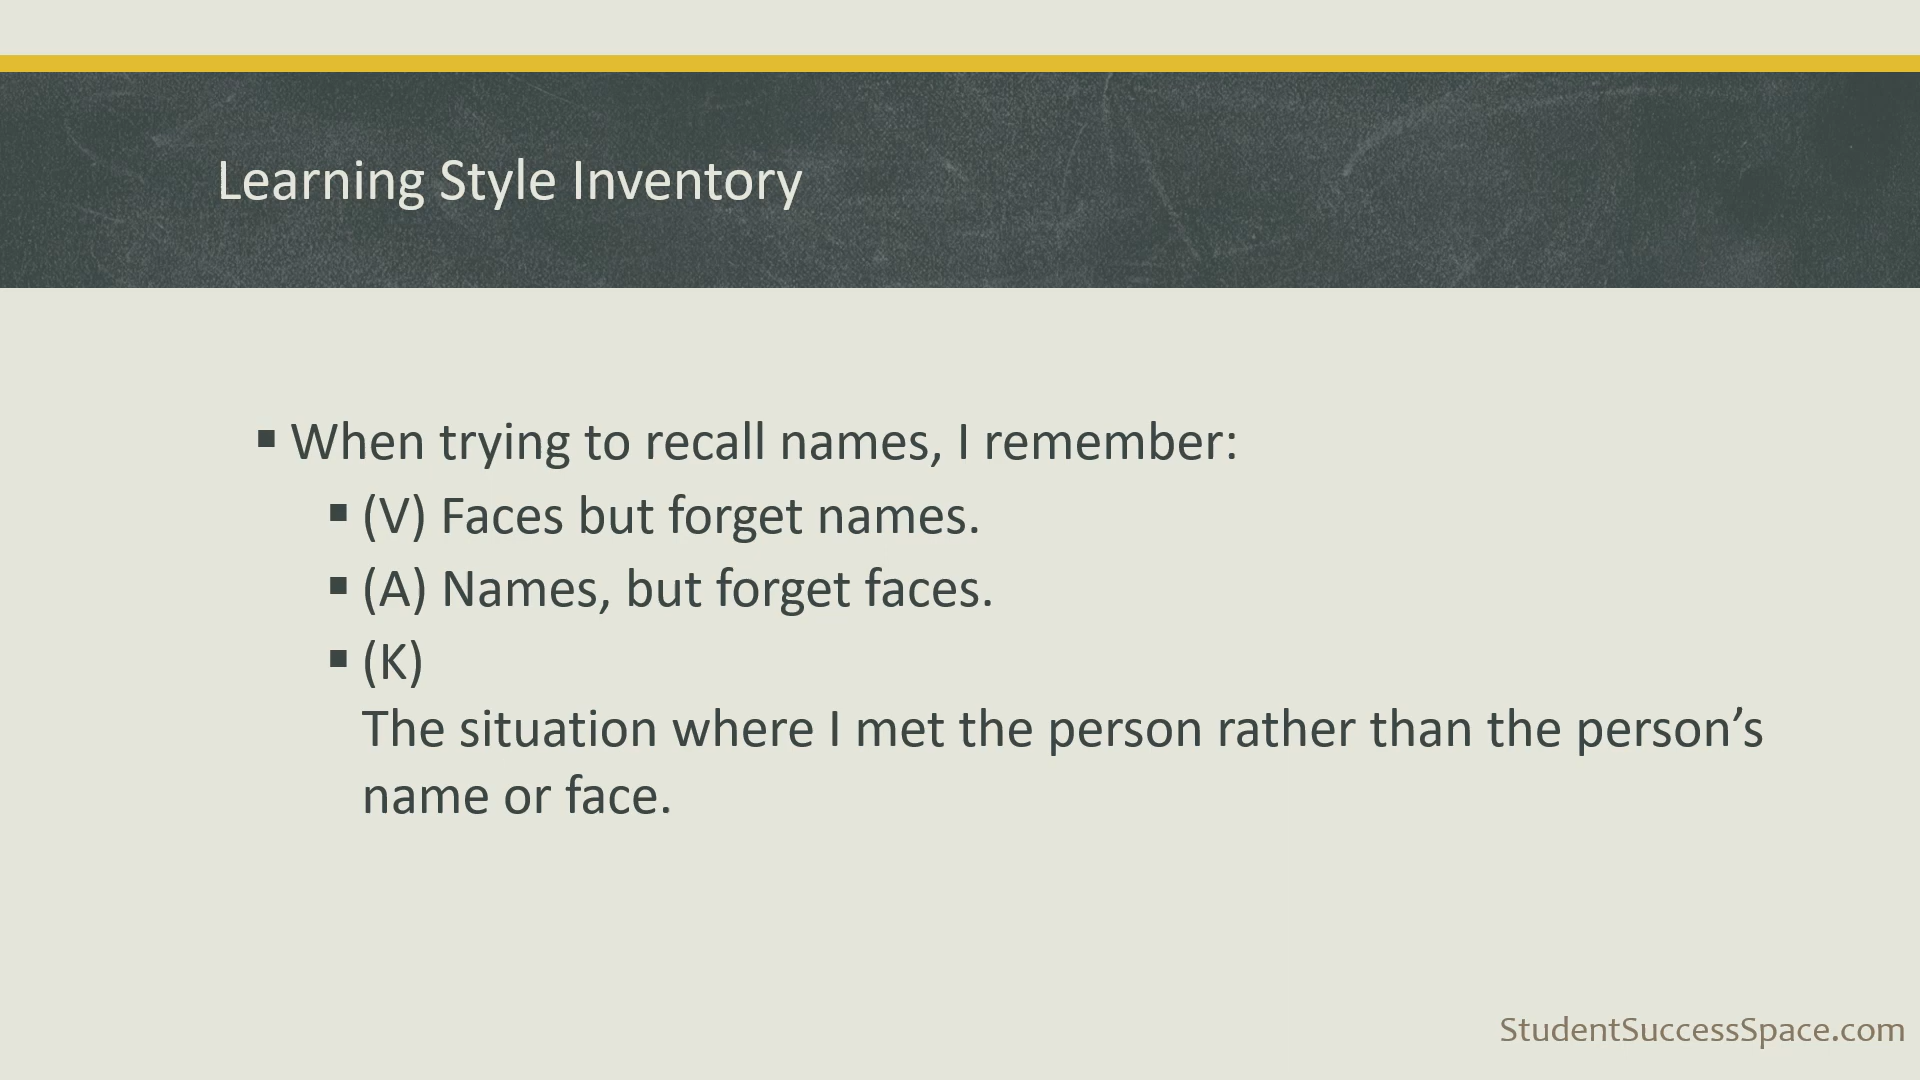 Learning Style Inventory
▪ When trying to recall names, I remember:
▪ (V) Faces but forget names.
▪ (A) Names, but forget faces.
▪ (K)
The situation where I met the person rather than the person’s
name or face.
StudentSuccessSpace.com